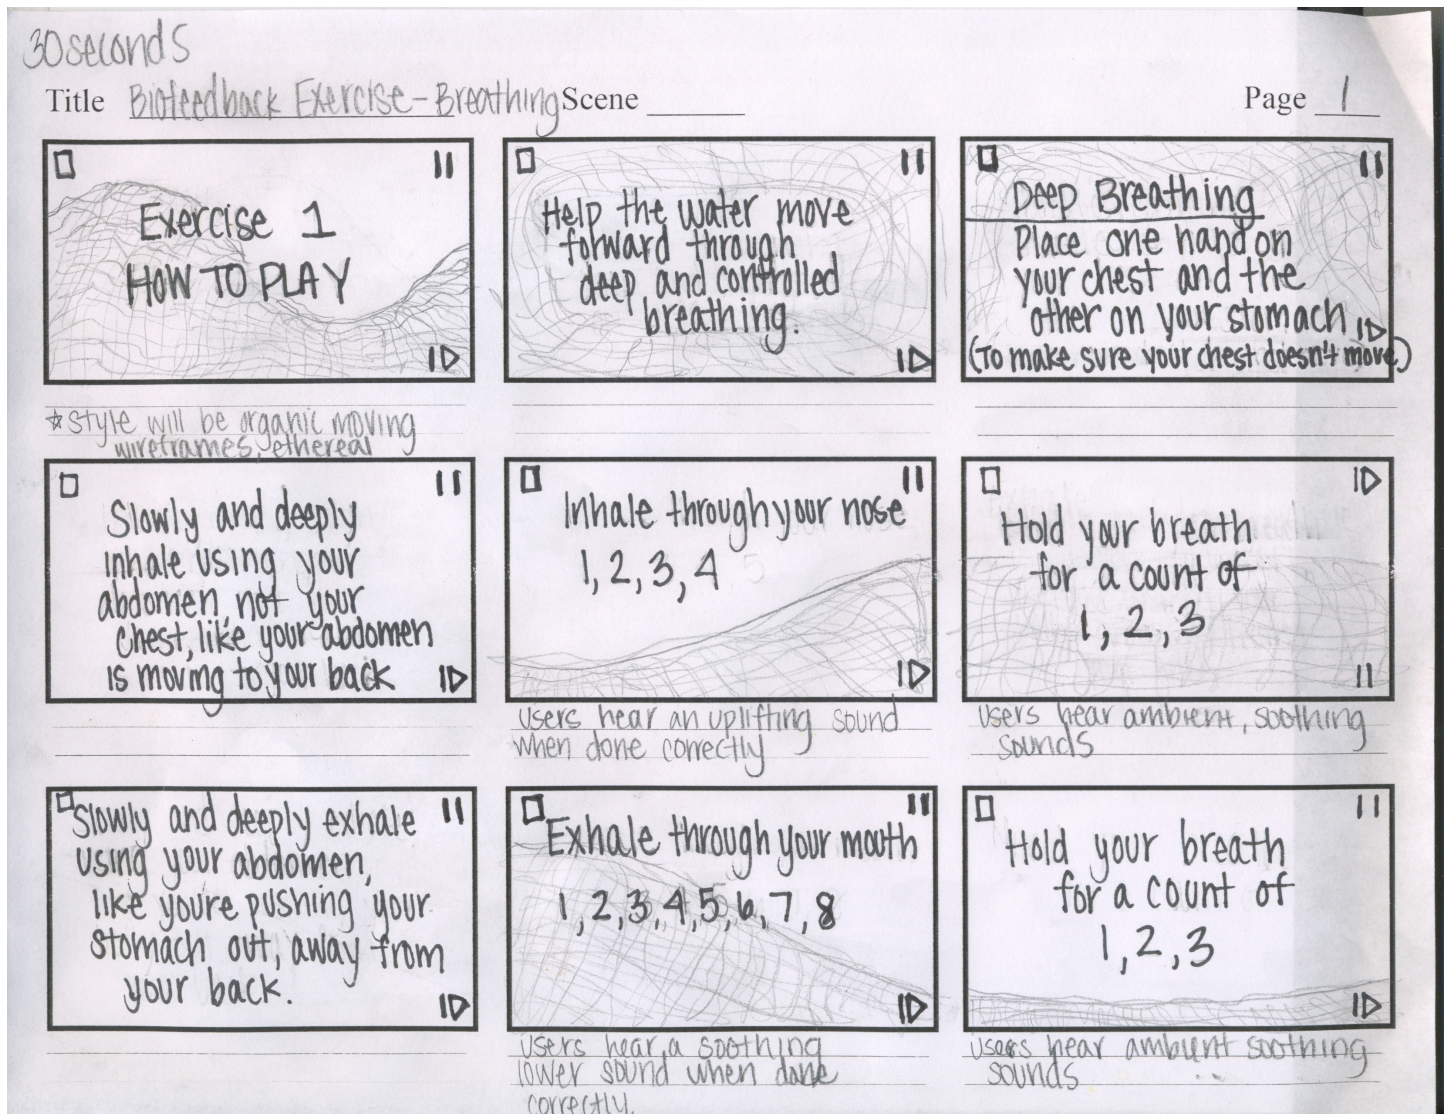 30 seconds
Title Biofeedback Exercise - Breathing Scene Page 1
Exercise 1
HOW TO PLAY
*Style will be organic moving
wireframes, ethereal
Help the water move
forward through
deep and controlled
breathing.
Deep Breathing
Place one hand on
your chest and the
other on your stomach
(To make sure your chest doesn't move)
Slowly and deeply
inhale using your
abdomen, not your
chest, like your abdomen
is moving to your back
Inhale through your nose
1, 2, 3, 4
users hear an uplifting sound
when done correctly
Hold your breath
for a count of
1, 2, 3
users hear ambient, soothing
sounds
Slowly and deeply exhale
using your abdomen,
like you're pushing your
stomach out, away from
your back.
Exhale through your mouth
1, 2, 3, 4, 5, 6, 7, 8
users hear a soothing
lower sound when done
correctly.
Hold your breath
for a count of
1, 2, 3
users hear ambient soothing
sounds